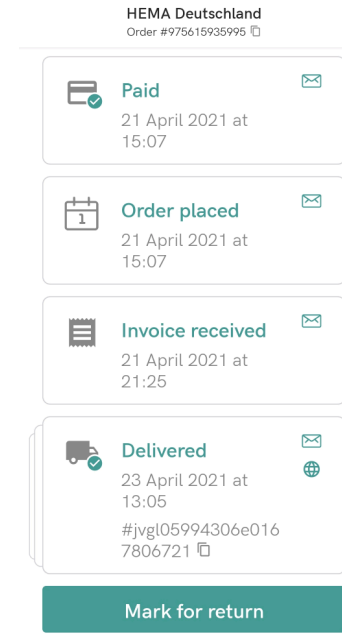 HEMA Deutschland
Order #975615935995
Paid
21 April 2021 at
15:07
1
Order placed
21 April 2021 at
15:07
Invoice received
21 April 2021 at
21:25
Delivered
23 April 2021 at
13:05
#jvgl05994306e016
7806721
Mark for return